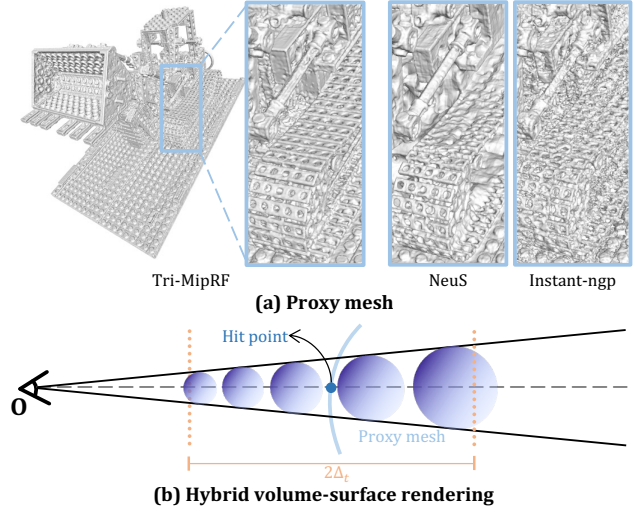 Tri-MipRF NeuS Instant-ngp
(a) Proxy mesh
Hit point
O
Proxy mesh
2Δₜ
(b) Hybrid volume-surface rendering